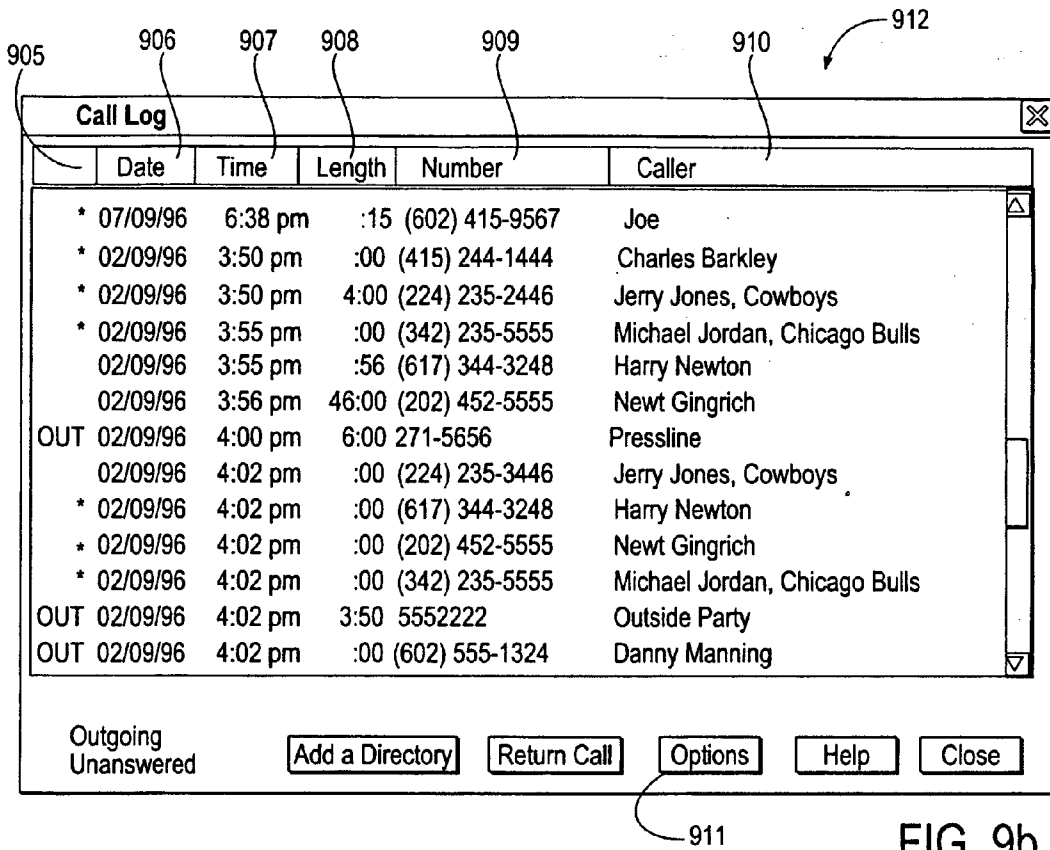 912
905 906 907 908 909 910
Call Log
Date Time Length Number Caller
* 07/09/96 6:38 pm :15 (602) 415-9567 Joe
* 02/09/96 3:50 pm :00 (415) 244-1444 Charles Barkley
* 02/09/96 3:50 pm 4:00 (224) 235-2446 Jerry Jones, Cowboys
* 02/09/96 3:55 pm :00 (342) 235-5555 Michael Jordan, Chicago Bulls
02/09/96 3:55 pm :56 (617) 344-3248 Harry Newton
02/09/96 3:56 pm 46:00 (202) 452-5555 Newt Gingrich
OUT 02/09/96 4:00 pm 6:00 271-5656 Pressline
02/09/96 4:02 pm :00 (224) 235-3446 Jerry Jones, Cowboys
* 02/09/96 4:02 pm :00 (617) 344-3248 Harry Newton
* 02/09/96 4:02 pm :00 (202) 452-5555 Newt Gingrich
* 02/09/96 4:02 pm :00 (342) 235-5555 Michael Jordan, Chicago Bulls
OUT 02/09/96 4:02 pm 3:50 5552222 Outside Party
OUT 02/09/96 4:02 pm :00 (602) 555-1324 Danny Manning
Outgoing
Unanswered
Add a Directory Return Call Options Help Close
911
FIG. 9b